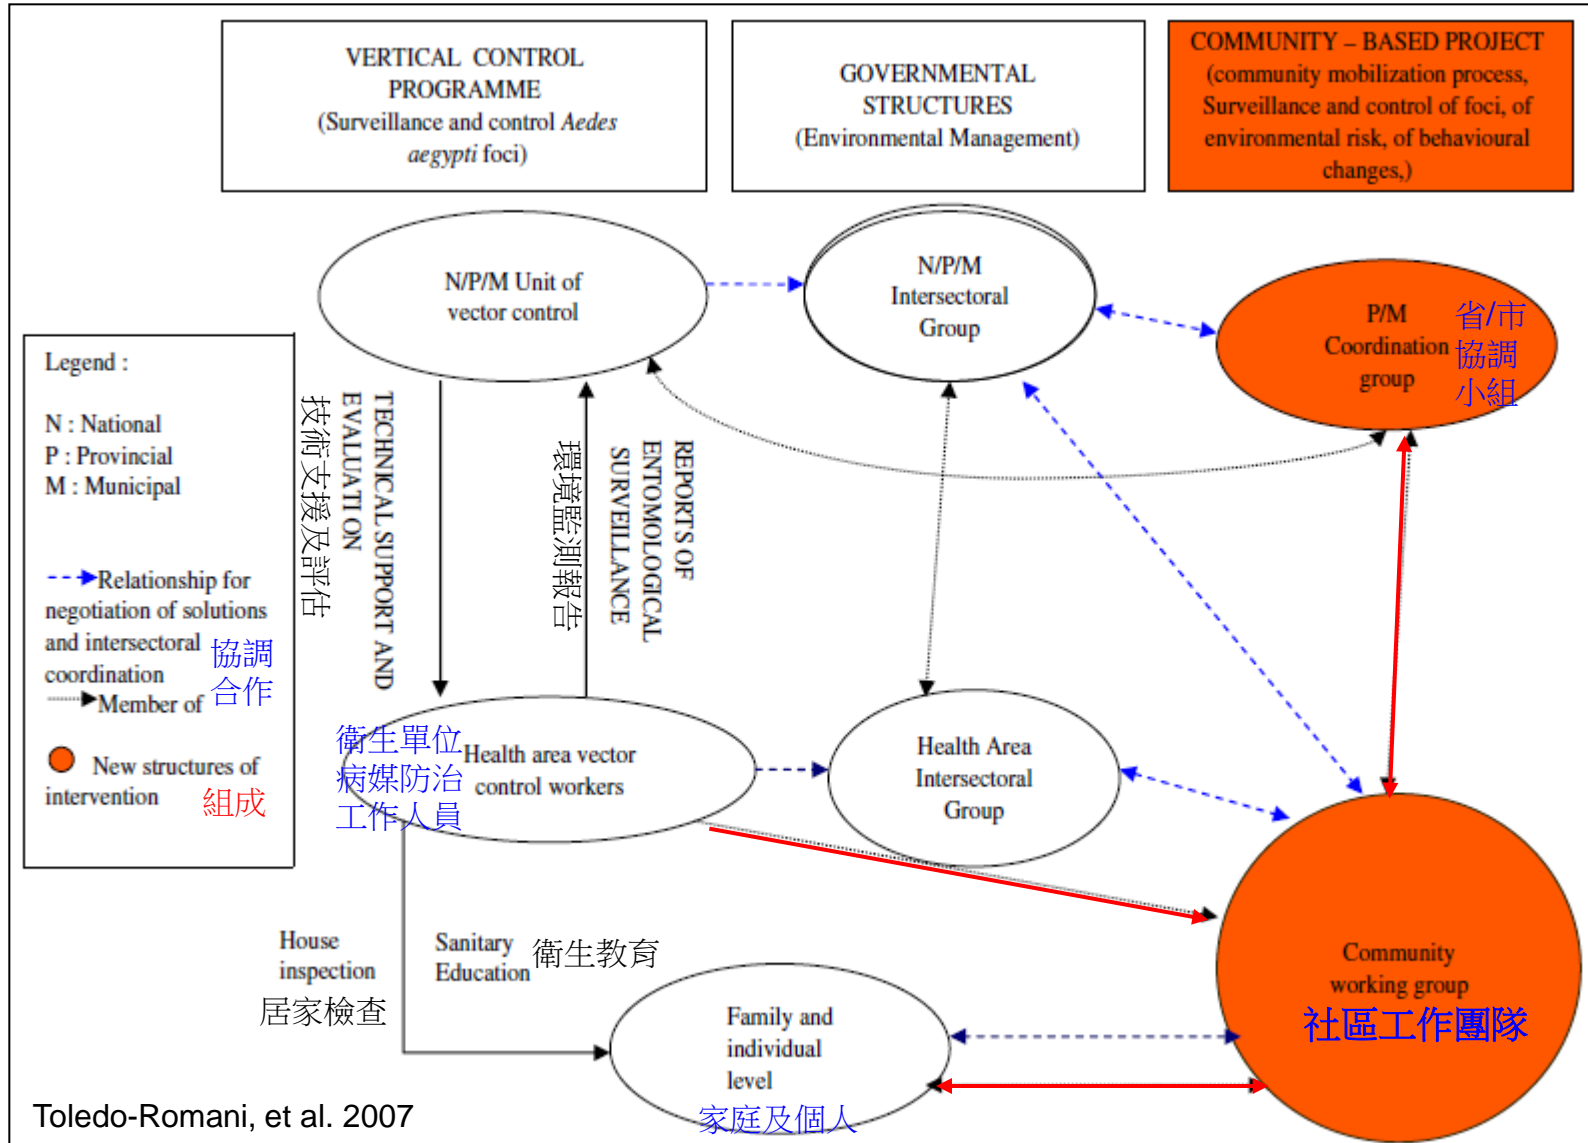 VERTICAL CONTROL
PROGRAMME
(Surveillance and control Aedes
aegypti foci)
GOVERNMENTAL
STRUCTURES
(Environmental Management)
COMMUNITY – BASED PROJECT
(community mobilization process,
Surveillance and control of foci, of
environmental risk, of behavioural
changes,)
N/P/M Unit of
vector control
N/P/M
Intersectoral
Group
P/M
Coordination
group
省/市
協調
小組
Legend :
N : National
P : Provincial
M : Municipal
Relationship for
negotiation of solutions
and intersectoral
coordination
協調
合作
Member of
New structures of
intervention
組成
技術支援及評估
TECHNICAL SUPPORT AND
EVALUATI ON
環境監測報告
REPORTS OF
ENTOMOLOGICAL
SURVEILLANCE
衛生單位
病媒防治
工作人員
Health area vector
control workers
Health Area
Intersectoral
Group
House
inspection
居家檢查
Sanitary
Education
衛生教育
Family and
individual
level
家庭及個人
Community
working group
社區工作團隊
Toledo-Romani, et al. 2007